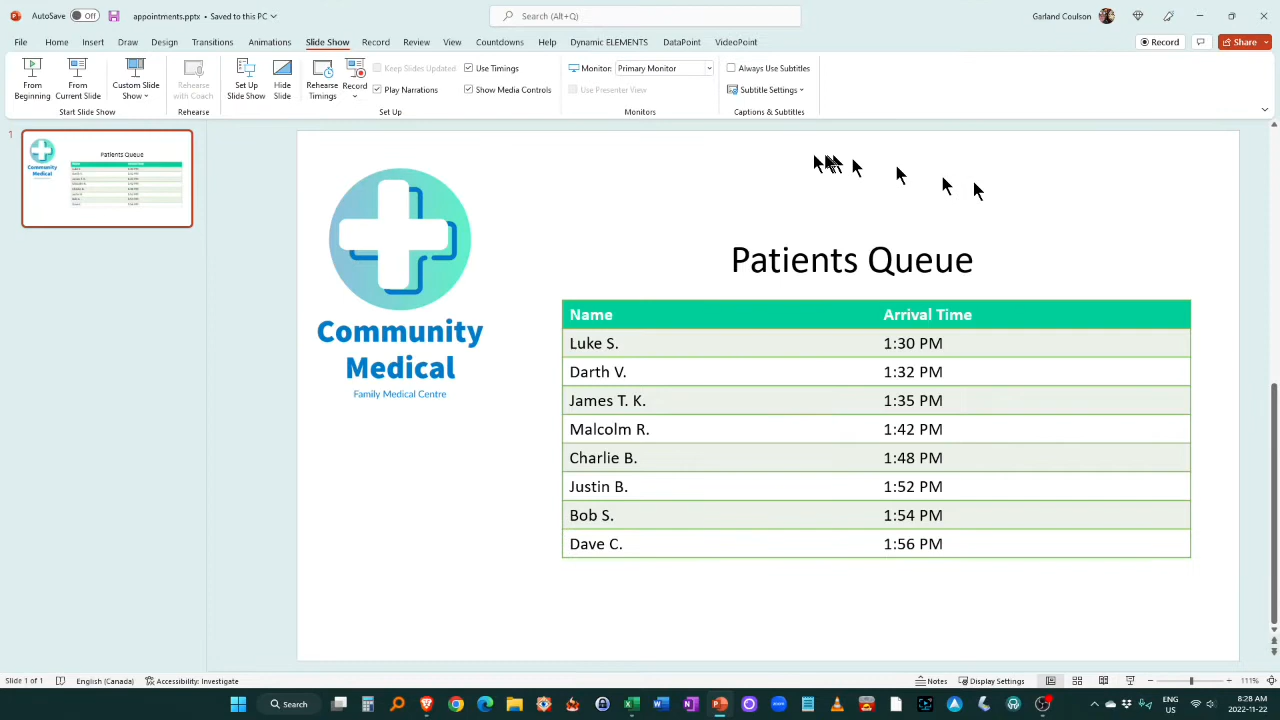 AutoSave Off appointments.pptx • Saved to this PC Search (Alt+Q) Garland Coulson
File Home Insert Draw Design Transitions Animations Slide Show Record Review View Countdowns Help Dynamic ELEMENTS DataPoint VideoPoint Record Share
From Beginning
From Current Slide
Custom Slide Show
Start Slide Show
Rehearse with Coach
Rehearse
Set Up Slide Show
Hide Slide
Rehearse Timings
Record
Keep Slides Updated
Play Narrations
Use Timings
Show Media Controls
Set Up
Monitor: Primary Monitor
Use Presenter View
Monitors
Always Use Subtitles
Subtitle Settings
Captions & Subtitles
1
Patients Queue
Community
Medical
Community
Medical
Family Medical Centre
Patients Queue
Name Arrival Time
Luke S. 1:30 PM
Darth V. 1:32 PM
James T. K. 1:35 PM
Malcolm R. 1:42 PM
Charlie B. 1:48 PM
Justin B. 1:52 PM
Bob S. 1:54 PM
Dave C. 1:56 PM
Slide 1 of 1 English (Canada) Accessibility: Investigate Notes Display Settings 111%
Search
ENG
US
8:28 AM
2022-11-22